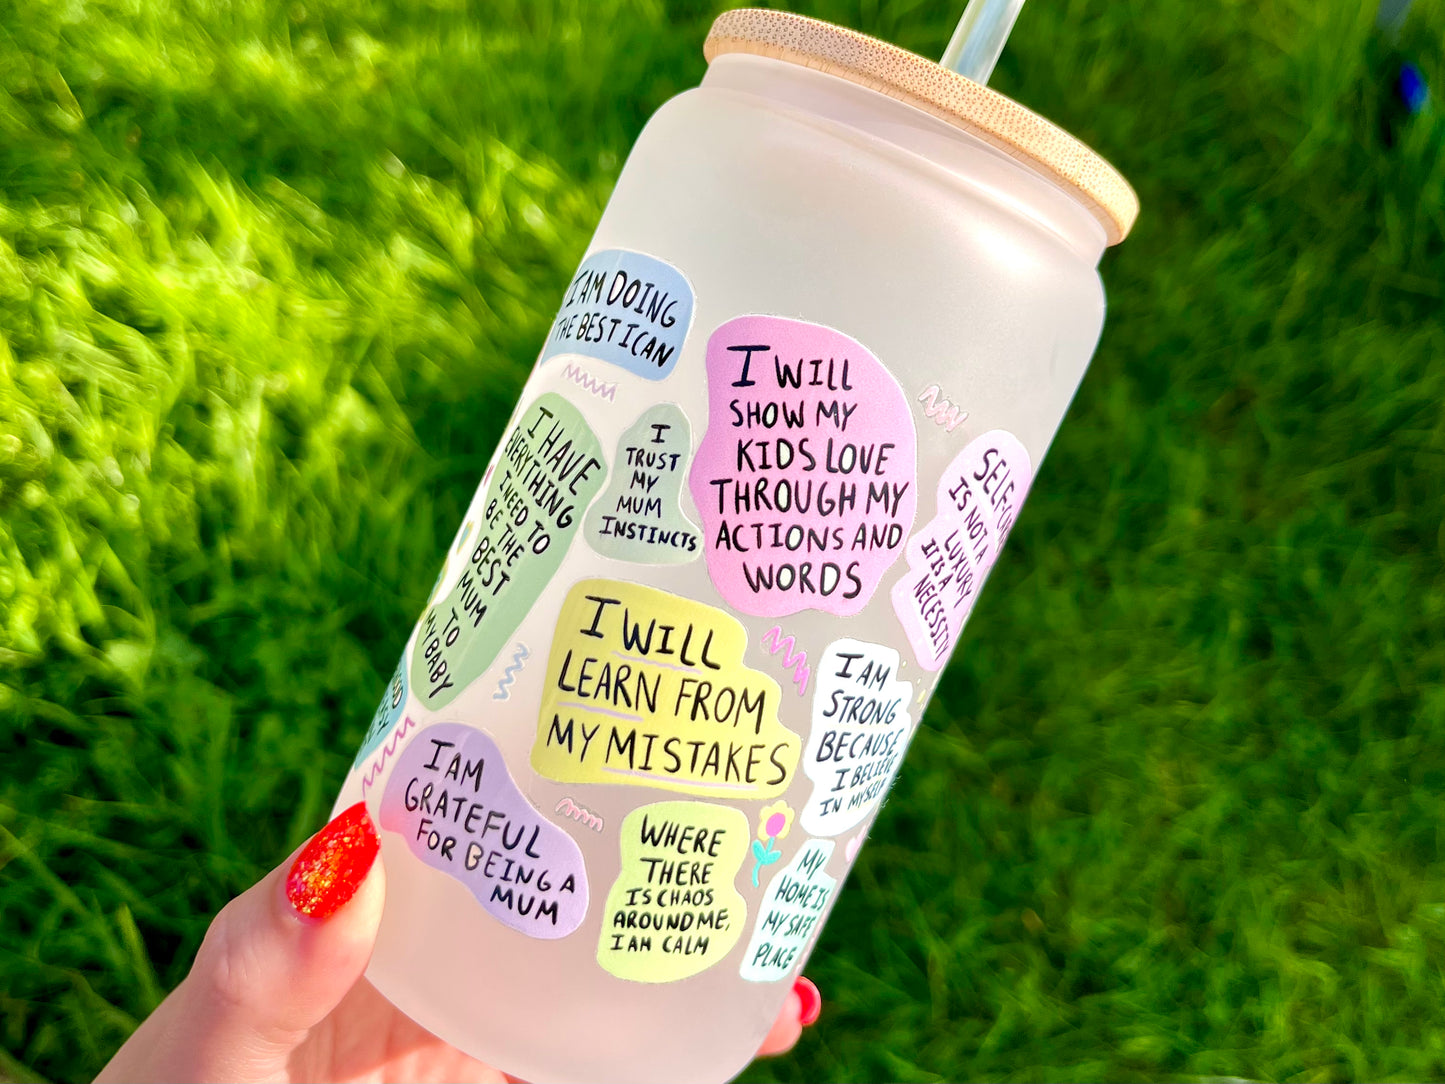 I AM DOING
THE BEST I CAN
I WILL
SHOW MY
KIDS LOVE
THROUGH MY
ACTIONS AND
WORDS
I HAVE
EVERYTHING
I NEED TO
BE THE
BEST
MUM
TO
MY BABY
I
TRUST
MY
MUM
INSTINCTS
IS NOT A
LUXURY
IT IS A
NECESSITY
I WILL
LEARN FROM
MY MISTAKES
I AM
STRONG
BECAUSE
I BELIEVE
IN MYSELF
I AM
GRATEFUL
FOR BEING A
MUM
WHERE
THERE
IS CHAOS
AROUND ME,
I AM CALM
MY
HOME IS
MY SAFE
PLACE